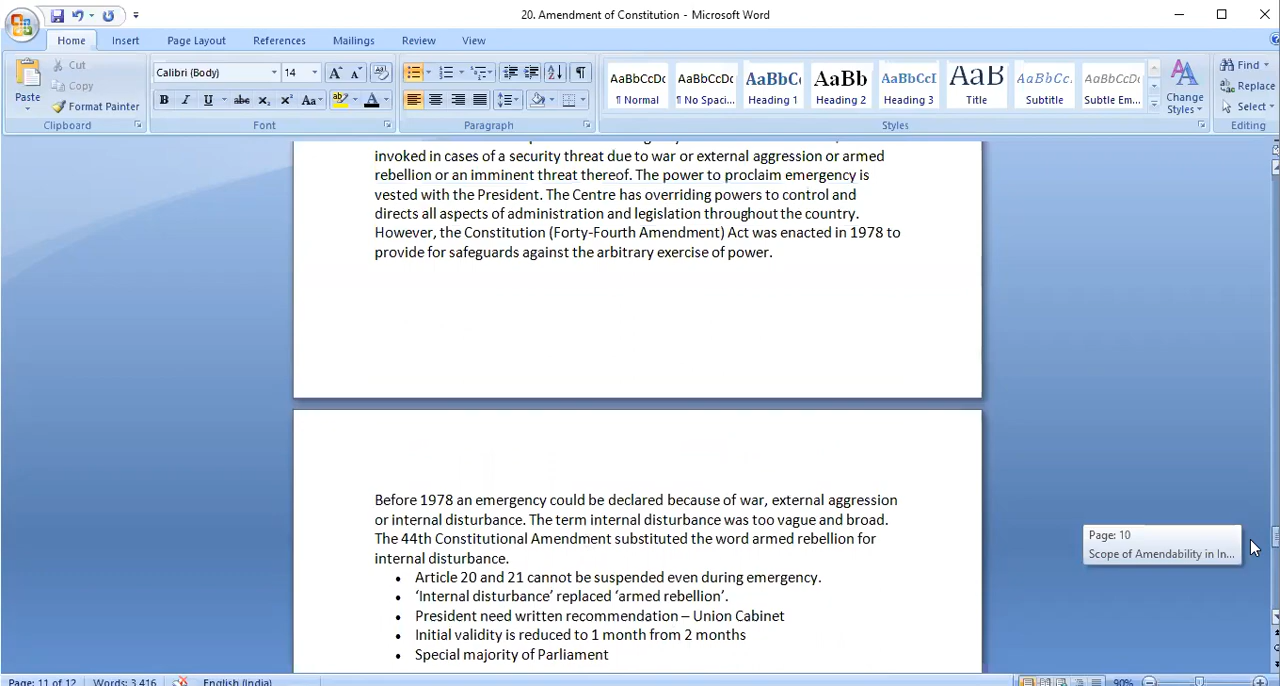 20. Amendment of Constitution - Microsoft Word
Home Insert Page Layout References Mailings Review View
Cut
Copy
Format Painter
Paste
Clipboard
Calibri (Body) 14
Font
Paragraph
AaBbCcDc AaBbCcDc AaBbC( AaBb AaBbCcI AaB AaBbCc. AaBbCcDc
¶ Normal ¶ No Spaci... Heading 1 Heading 2 Heading 3 Title Subtitle Subtle Em...
Change Styles
Styles
Find
Replace
Select
Editing
invoked in cases of a security threat due to war or external aggression or armed
rebellion or an imminent threat thereof. The power to proclaim emergency is
vested with the President. The Centre has overriding powers to control and
directs all aspects of administration and legislation throughout the country.
However, the Constitution (Forty-Fourth Amendment) Act was enacted in 1978 to
provide for safeguards against the arbitrary exercise of power.
Before 1978 an emergency could be declared because of war, external aggression
or internal disturbance. The term internal disturbance was too vague and broad.
The 44th Constitutional Amendment substituted the word armed rebellion for
internal disturbance.
• Article 20 and 21 cannot be suspended even during emergency.
• ‘Internal disturbance’ replaced ‘armed rebellion’.
• President need written recommendation – Union Cabinet
• Initial validity is reduced to 1 month from 2 months
• Special majority of Parliament
Page: 10
Scope of Amendability in In...
Page: 11 of 12 Words: 3,416 English (India) 90%